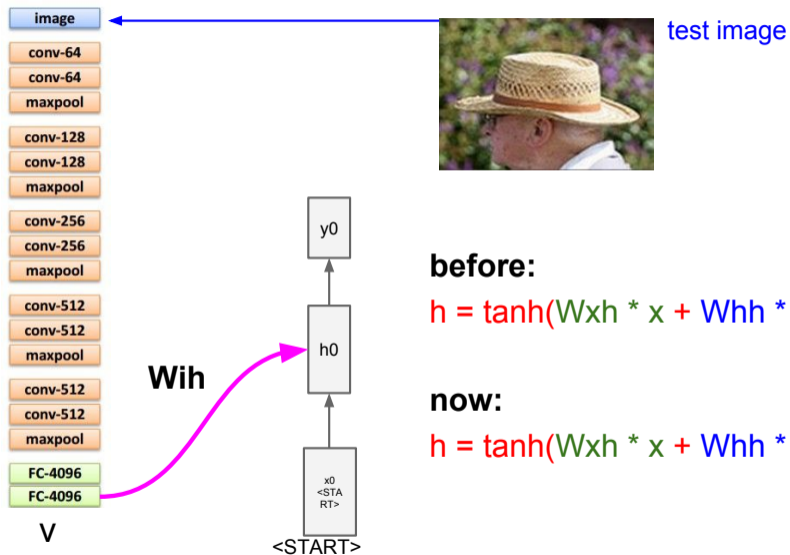 image
test image
conv-64
conv-64
maxpool
conv-128
conv-128
maxpool
conv-256
conv-256
maxpool
conv-512
conv-512
maxpool
conv-512
conv-512
maxpool
FC-4096
FC-4096
v
Wih
y0
h0
x0
<STA
RT>
<START>
before:
h = tanh(Wxh * x + Whh *
now:
h = tanh(Wxh * x + Whh *